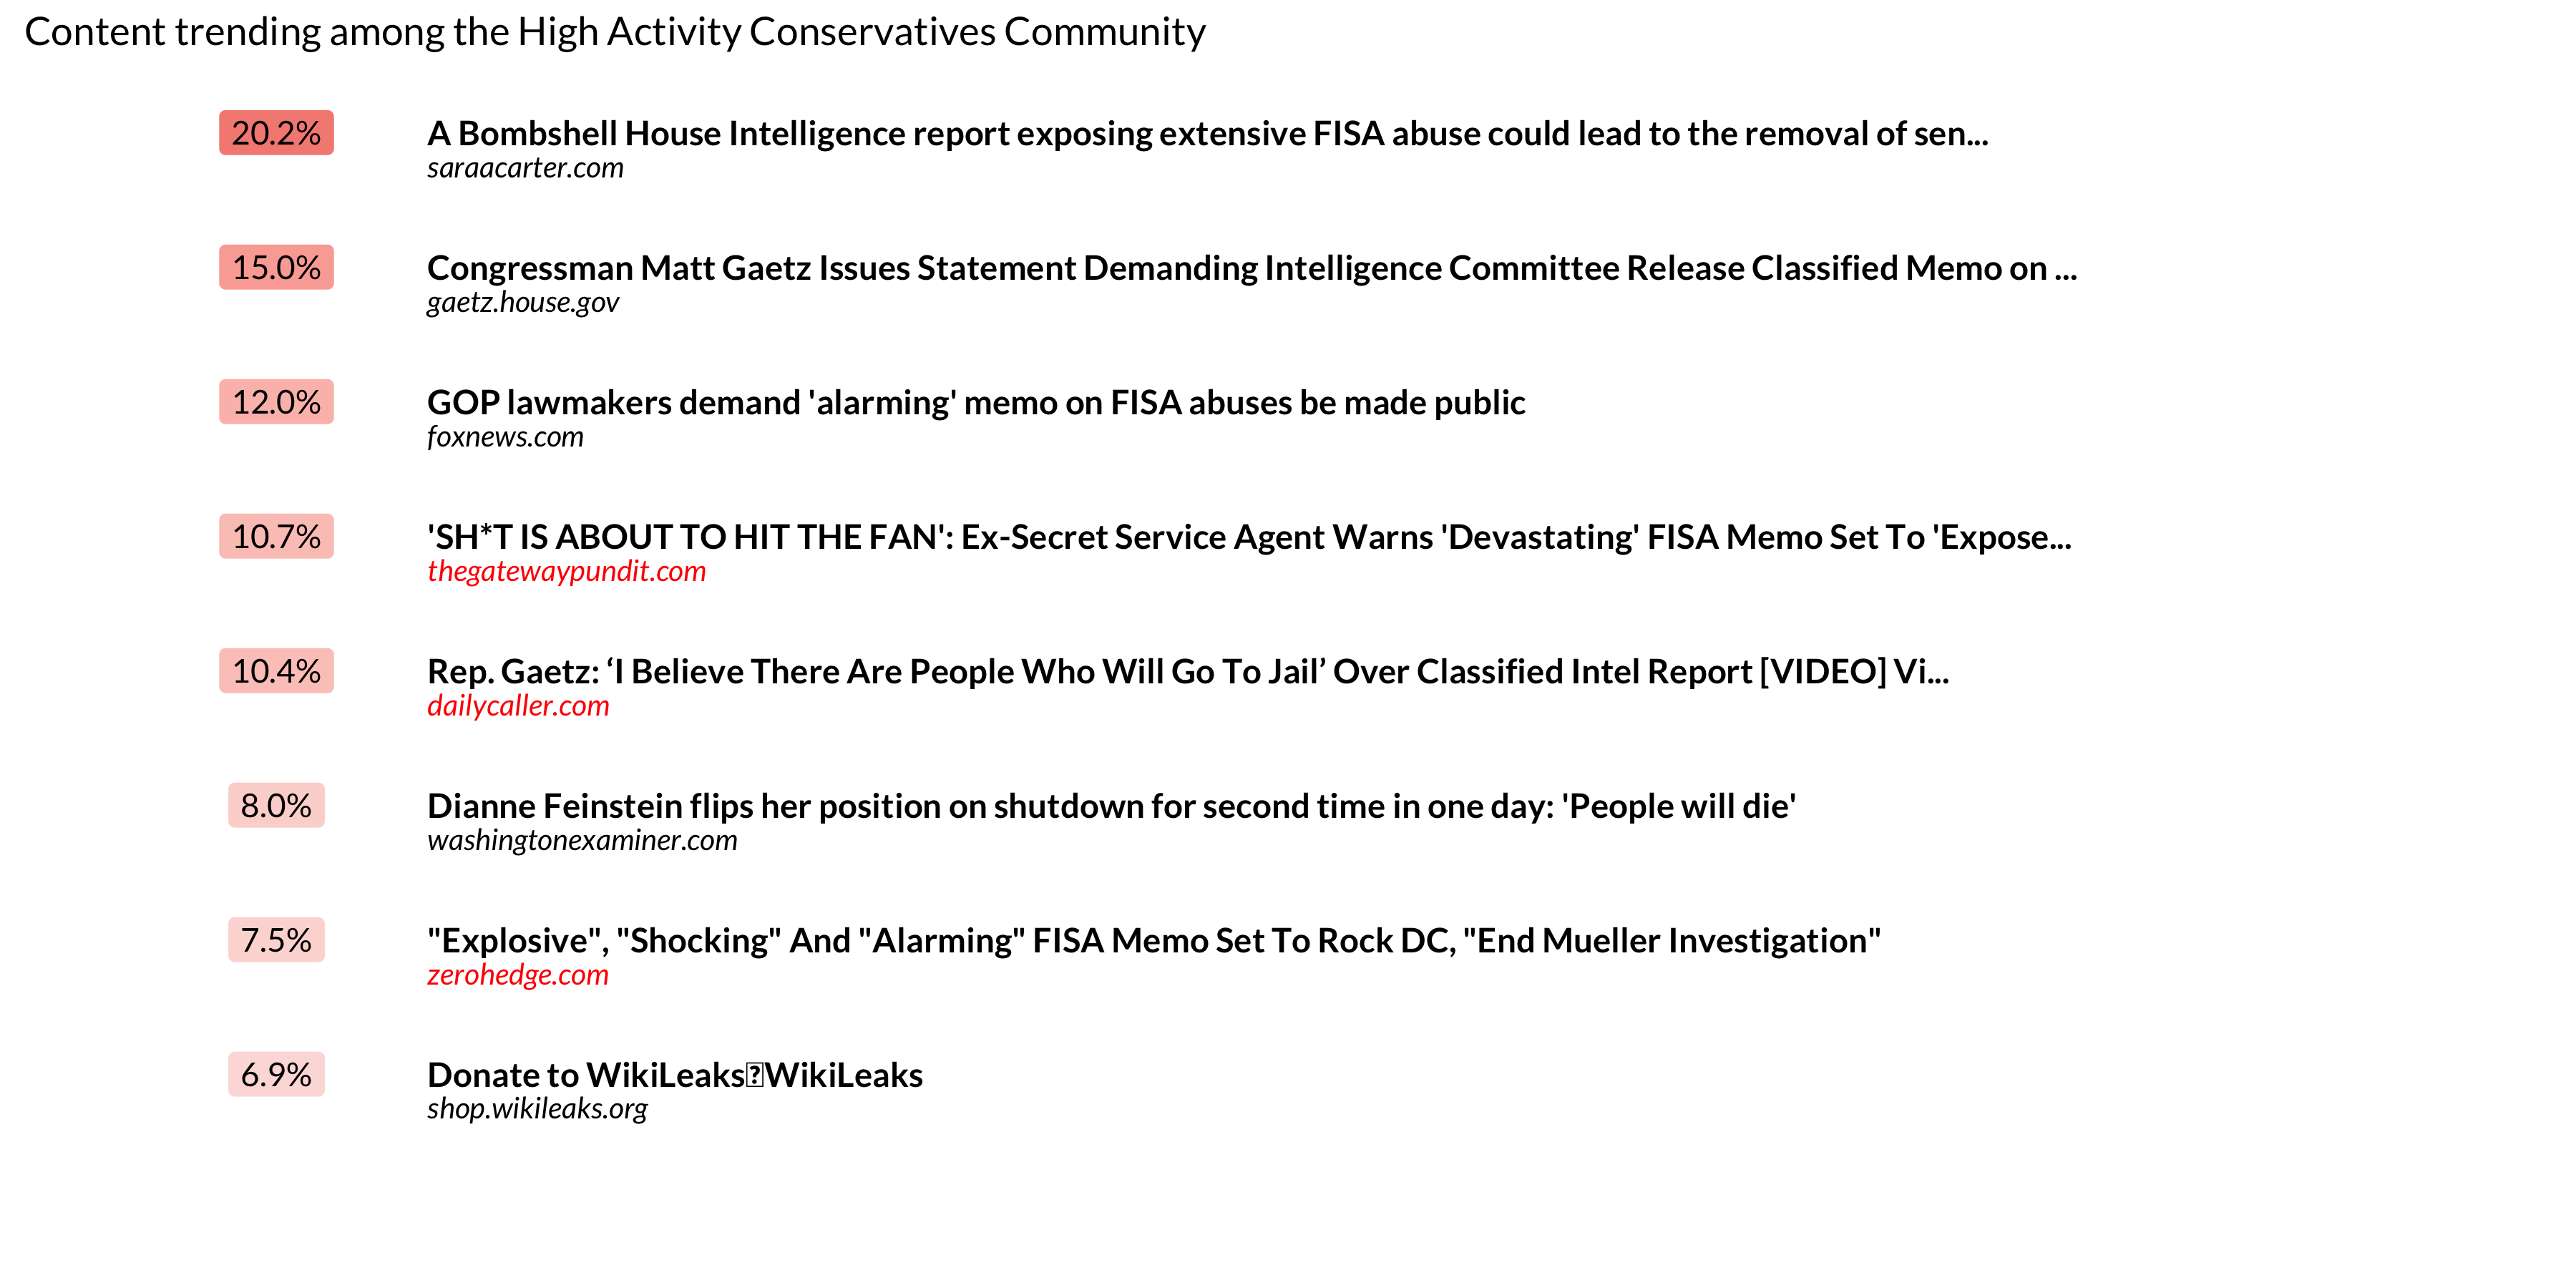 Content trending among the High Activity Conservatives Community
20.2%
A Bombshell House Intelligence report exposing extensive FISA abuse could lead to the removal of sen...
saraacarter.com
15.0%
Congressman Matt Gaetz Issues Statement Demanding Intelligence Committee Release Classified Memo on ...
gaetz.house.gov
12.0%
GOP lawmakers demand 'alarming' memo on FISA abuses be made public
foxnews.com
10.7%
'SH*T IS ABOUT TO HIT THE FAN': Ex-Secret Service Agent Warns 'Devastating' FISA Memo Set To 'Expose...
thegatewaypundit.com
10.4%
Rep. Gaetz: ‘I Believe There Are People Who Will Go To Jail’ Over Classified Intel Report [VIDEO] Vi...
dailycaller.com
8.0%
Dianne Feinstein flips her position on shutdown for second time in one day: 'People will die'
washingtonexaminer.com
7.5%
"Explosive", "Shocking" And "Alarming" FISA Memo Set To Rock DC, "End Mueller Investigation"
zerohedge.com
6.9%
Donate to WikiLeaks⍰WikiLeaks
shop.wikileaks.org